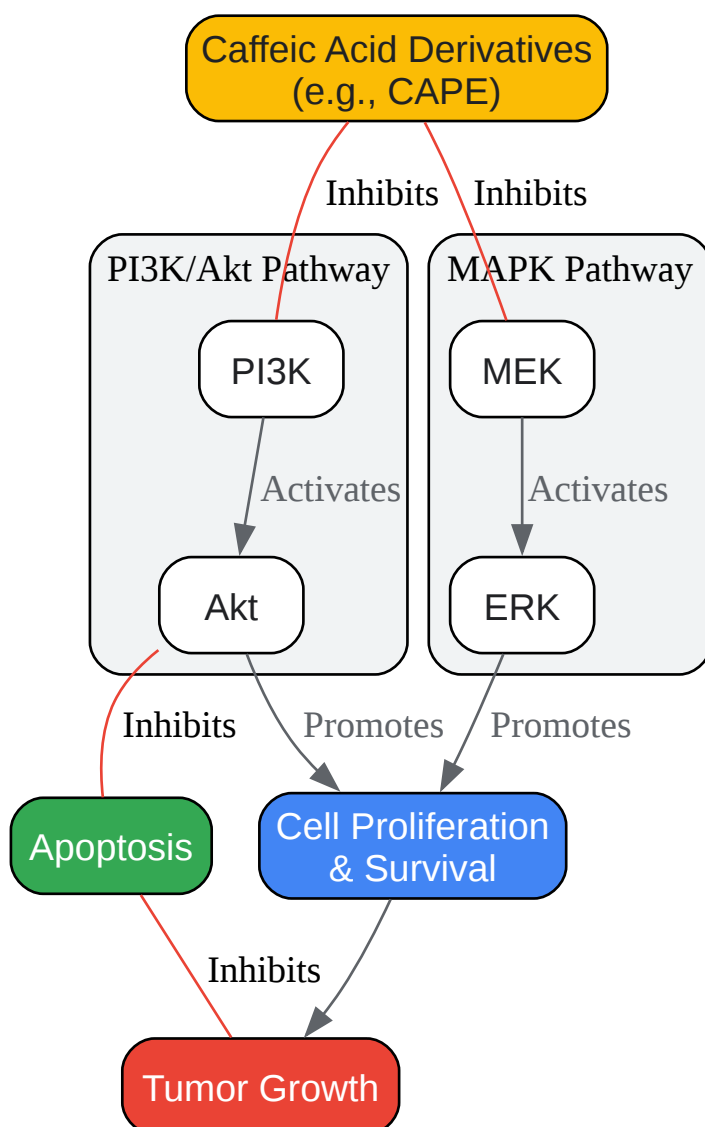 Caffeic Acid Derivatives
(e.g., CAPE)
Inhibits
Inhibits
PI3K/Akt Pathway
MAPK Pathway
PI3K
MEK
Activates
Activates
Akt
ERK
Inhibits
Promotes
Promotes
Apoptosis
Cell Proliferation
& Survival
Inhibits
Tumor Growth